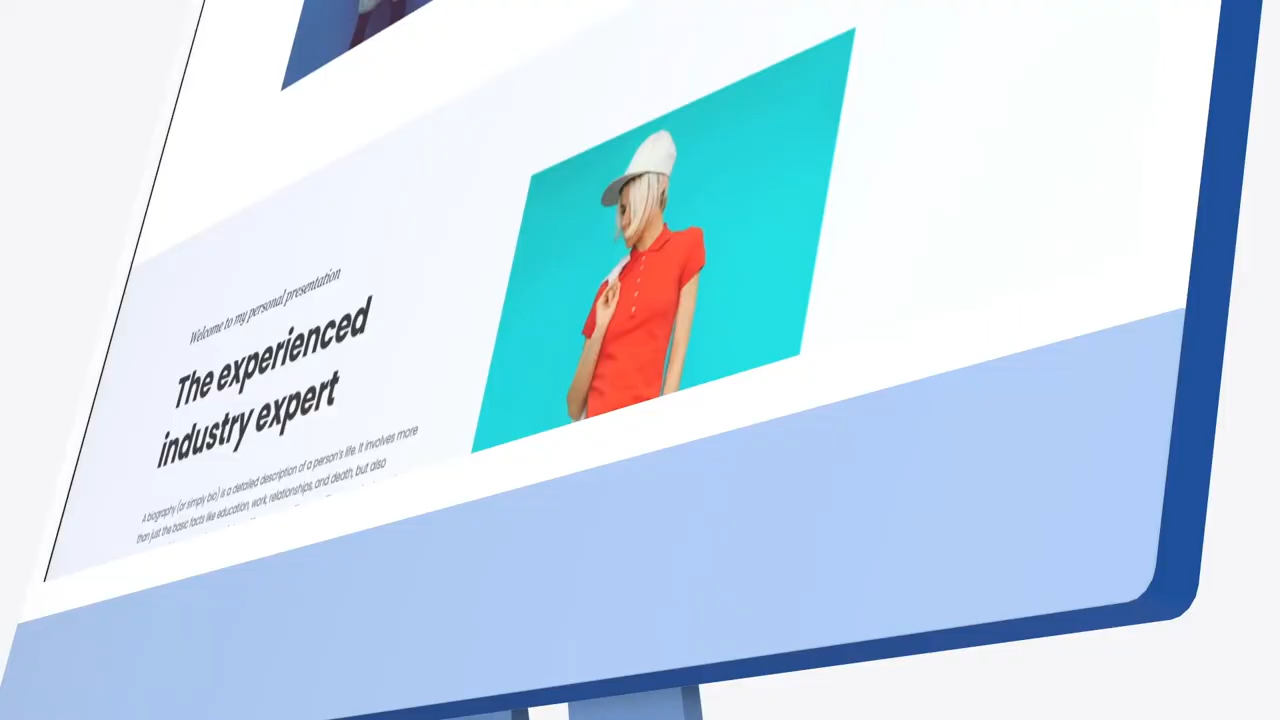 Welcome to my personal presentation
The experienced
industry expert
A biography (or simply bio) is a detailed description of a person's life. It involves more
than just the basic facts like education, work, relationships, and death, but also